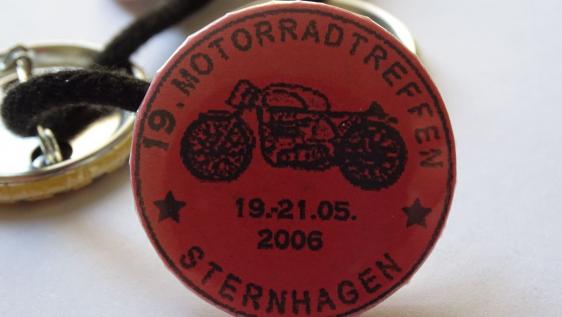 19. MOTORRADTREFFEN
19.-21.05.
2006
STERNHAGEN